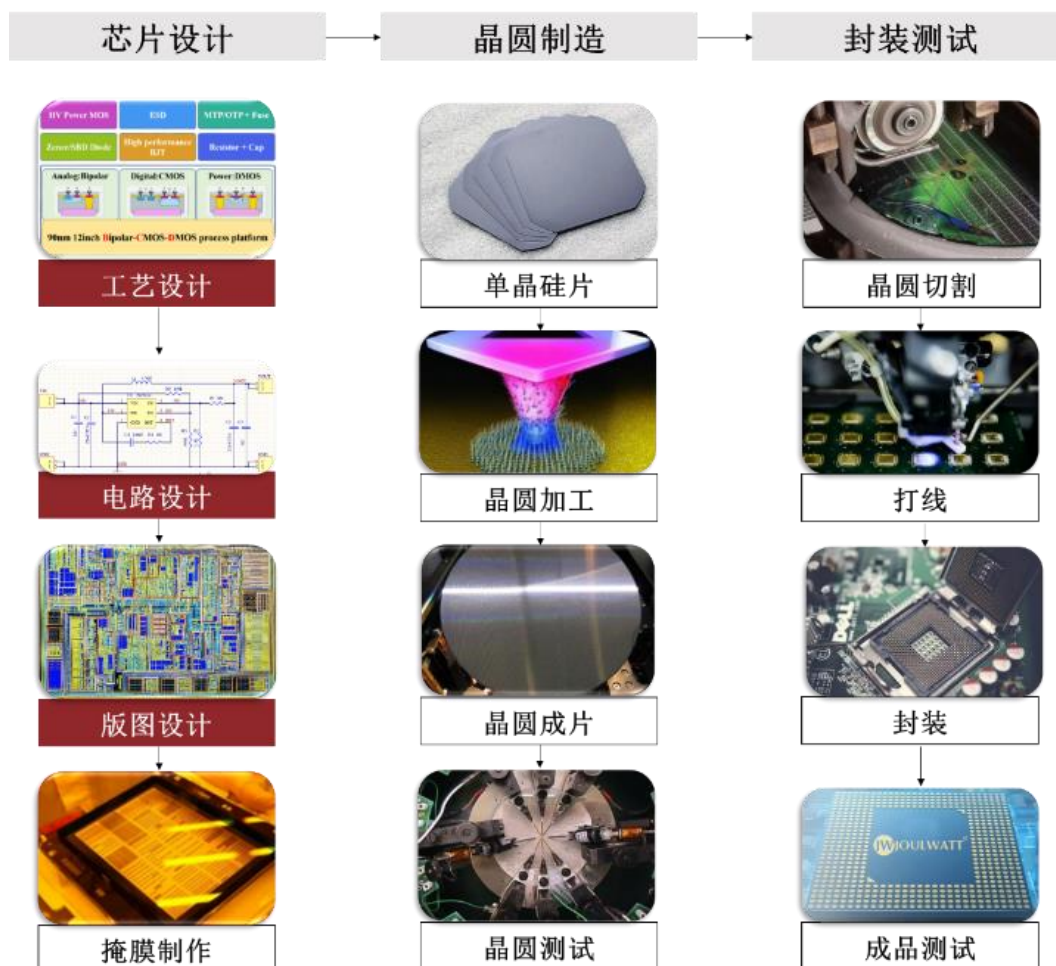 芯片设计
晶圆制造
封装测试
HV Power MOS
ESD
MTP/OTP + Fuse
Zener/SBD Diode
High performance
BJT
Resistor + Cap
Analog:Bipolar
Digital:CMOS
Power:DMOS
90nm 12inch Bipolar-CMOS-DMOS process platform
工艺设计
电路设计
版图设计
掩膜制作
单晶硅片
晶圆加工
晶圆成片
晶圆测试
晶圆切割
打线
DELL
封装
JW JOULWATT
成品测试